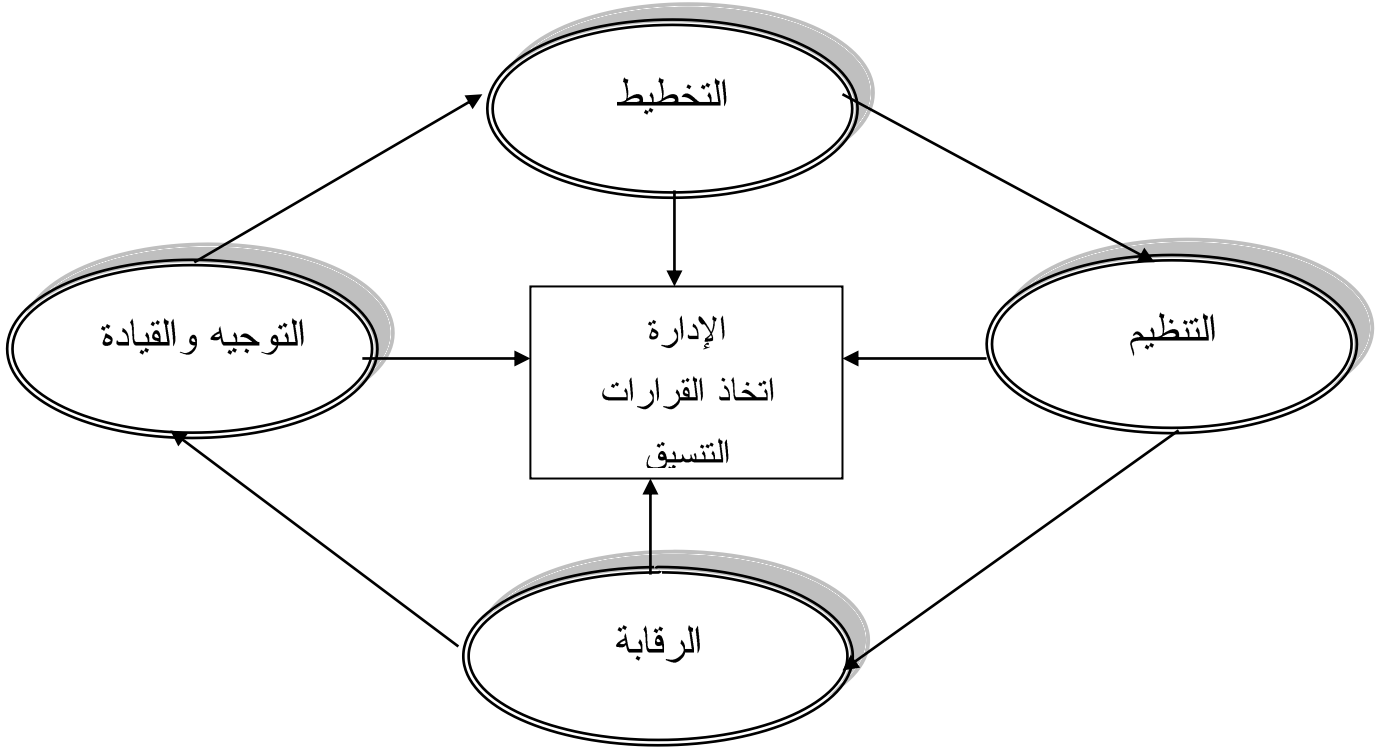 التخطيط
التنظيم
التوجيه والقيادة
الإدارة
اتخاذ القرارات
التنسيق
الرقابة